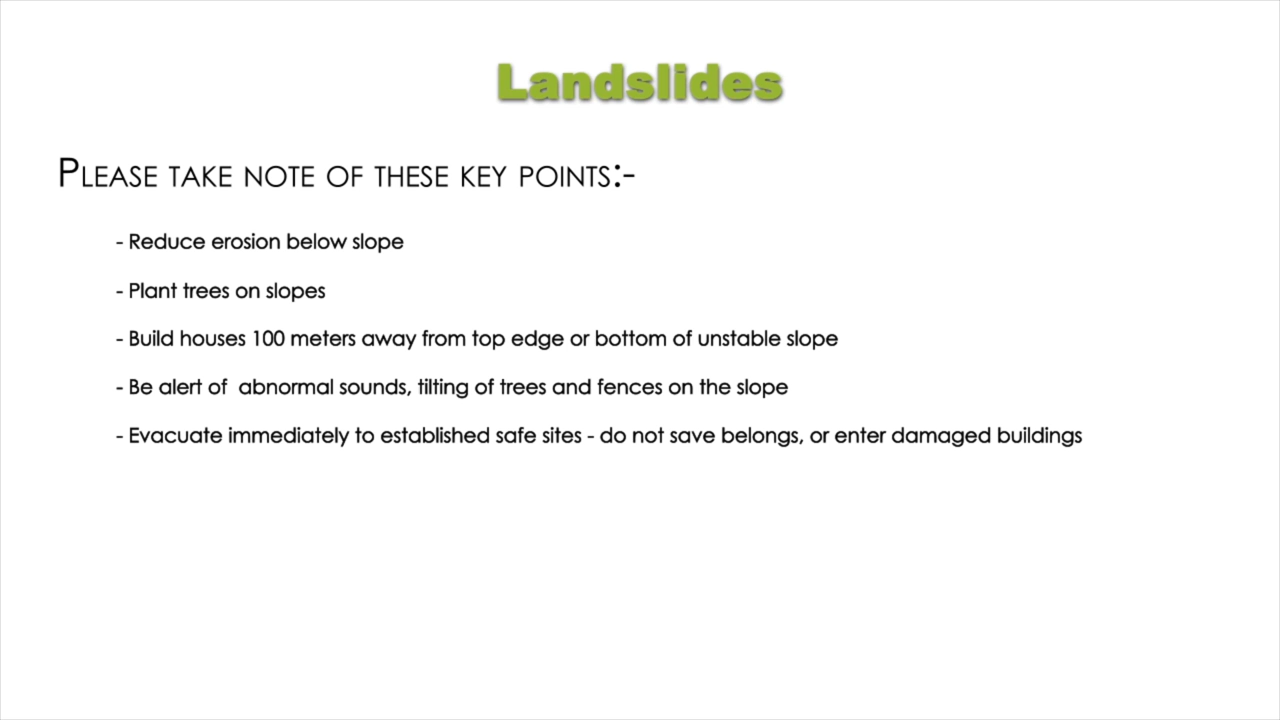 Landslides
Please take note of these key points:-
- Reduce erosion below slope
- Plant trees on slopes
- Build houses 100 meters away from top edge or bottom of unstable slope
- Be alert of  abnormal sounds, tilting of trees and fences on the slope
- Evacuate immediately to established safe sites - do not save belongs, or enter damaged buildings